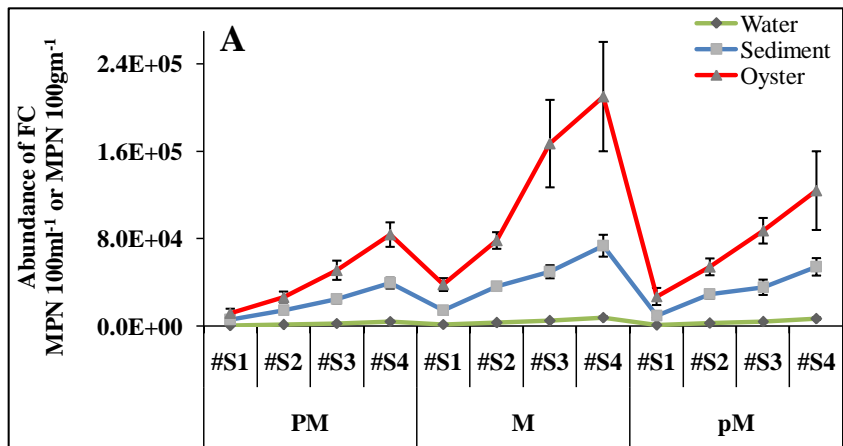 A
Water
Sediment
Oyster
Abundance of FC
MPN 100ml⁻¹ or MPN 100gm⁻¹
2.4E+05
1.6E+05
8.0E+04
0.0E+00
#S1 #S2 #S3 #S4 #S1 #S2 #S3 #S4 #S1 #S2 #S3 #S4
PM M pM